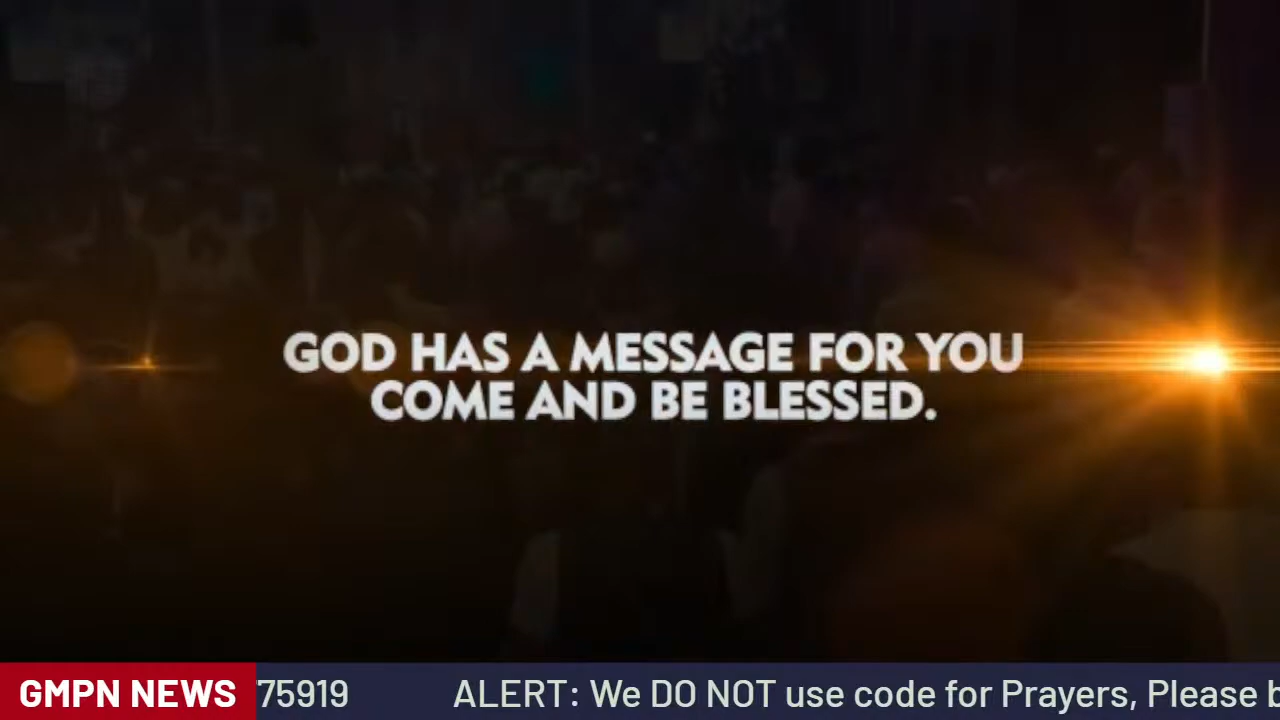 GOD HAS A MESSAGE FOR YOU
COME AND BE BLESSED.
GMPN NEWS 75919 ALERT: We DO NOT use code for Prayers, Please